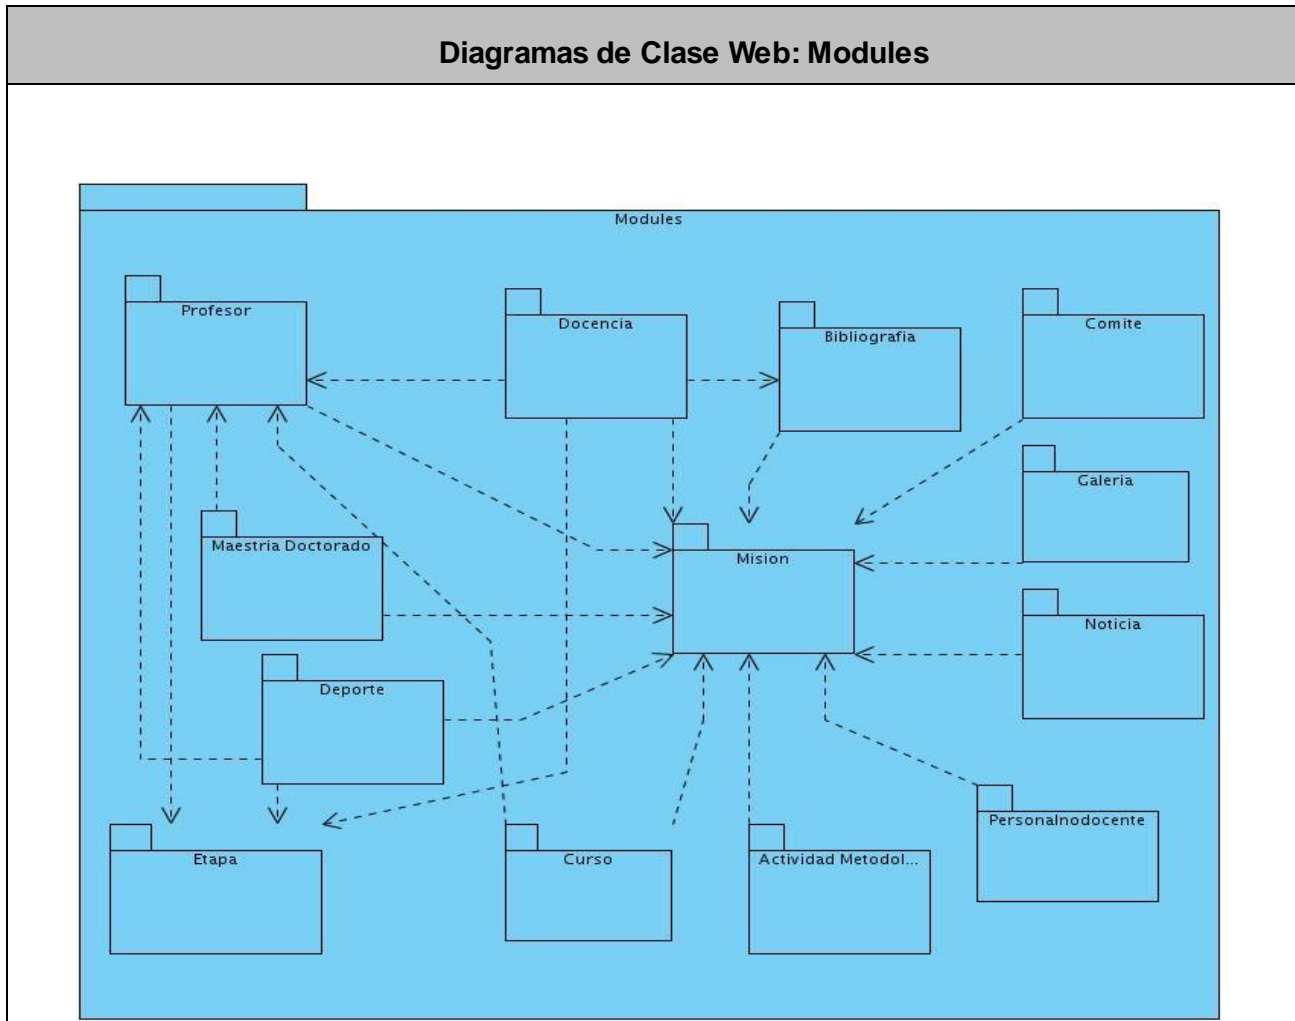 Diagramas de Clase Web: Modules
Modules
Profesor
Docencia
Bibliografia
Comite
Galeria
Maestria Doctorado
Mision
Noticia
Deporte
Personalnodocente
Etapa
Curso
Actividad Metodol...